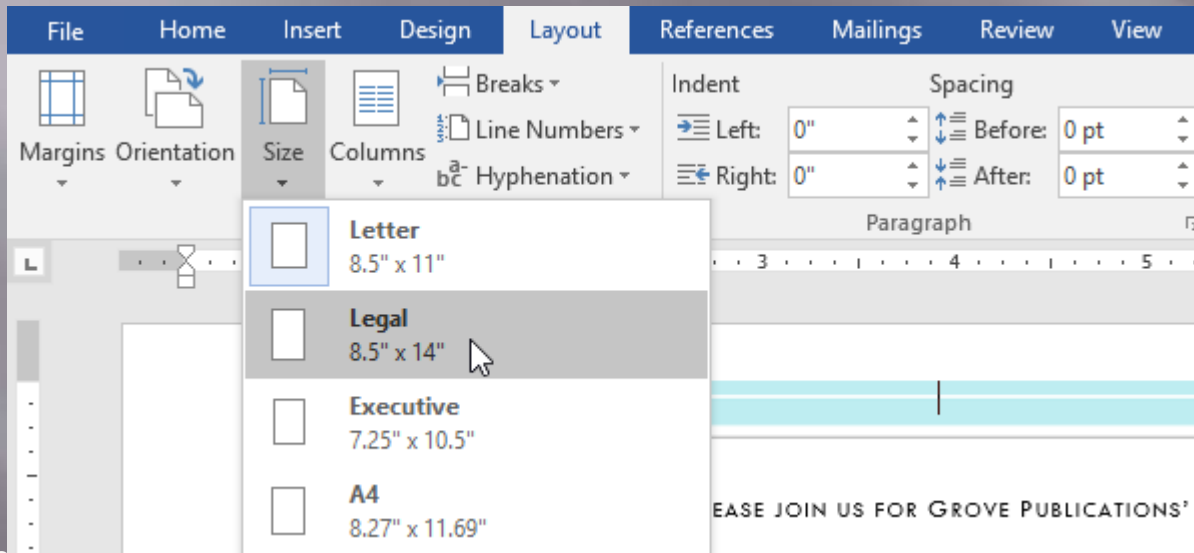 File Home Insert Design Layout References Mailings Review View
Margins Orientation Size Columns
Breaks
Line Numbers
Hyphenation
Indent Spacing
Left: 0" Before: 0 pt
Right: 0" After: 0 pt
Paragraph
L 3 4 5
Letter
8.5" x 11"
Legal
8.5" x 14"
Executive
7.25" x 10.5"
A4
8.27" x 11.69"
EASE JOIN US FOR GROVE PUBLICATIONS'